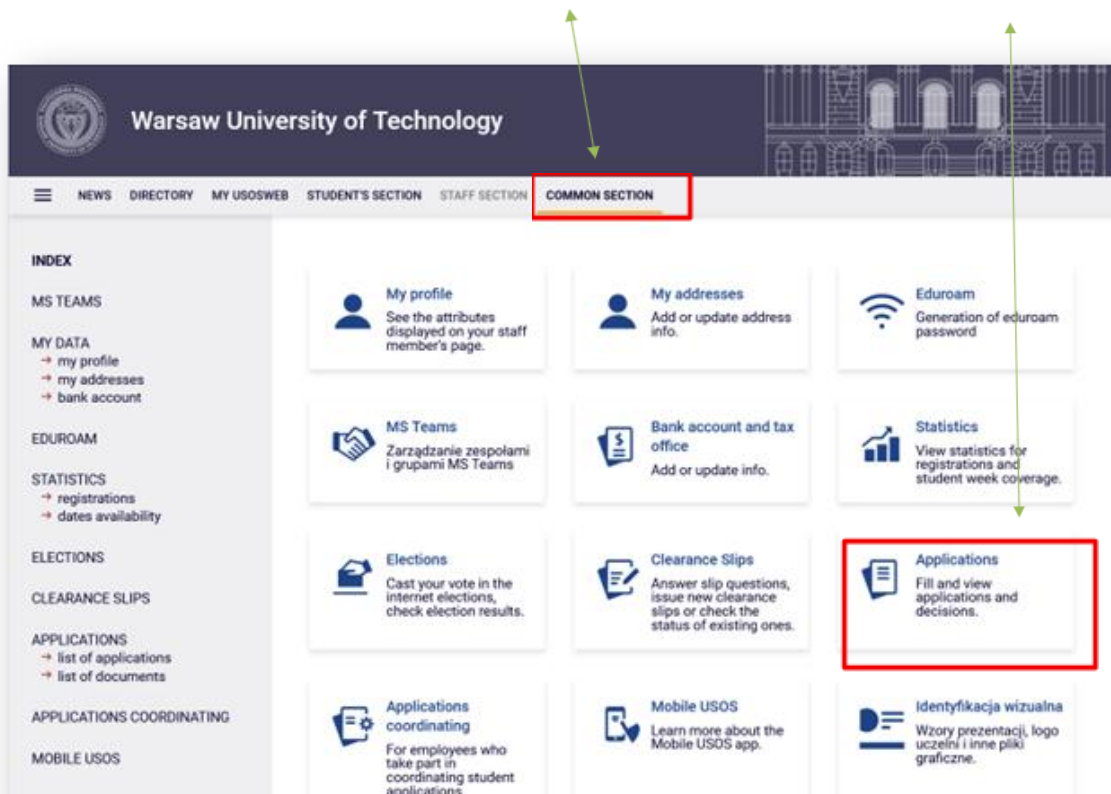 Warsaw University of Technology
NEWS DIRECTORY MY USOSWEB STUDENT'S SECTION STAFF SECTION COMMON SECTION
INDEX
MS TEAMS
MY DATA
→ my profile
→ my addresses
→ bank account
EDUROAM
STATISTICS
→ registrations
→ dates availability
ELECTIONS
CLEARANCE SLIPS
APPLICATIONS
→ list of applications
→ list of documents
APPLICATIONS COORDINATING
MOBILE USOS
My profile
See the attributes
displayed on your staff
member's page.
My addresses
Add or update address
info.
Eduroam
Generation of eduroam
password
MS Teams
Zarządzanie zespołami
i grupami MS Teams
Bank account and tax
office
Add or update info.
Statistics
View statistics for
registrations and
student week coverage.
Elections
Cast your vote in the
internet elections,
check election results.
Clearance Slips
Answer slip questions,
issue new clearance
slips or check the
status of existing ones.
Applications
Fill and view
applications and
decisions.
Applications
coordinating
For employees who
take part in
coordinating student
applications
Mobile USOS
Learn more about the
Mobile USOS app.
Identyfikacja wizualna
Wzory prezentacji, logo
uczelni i inne pliki
graficzne.